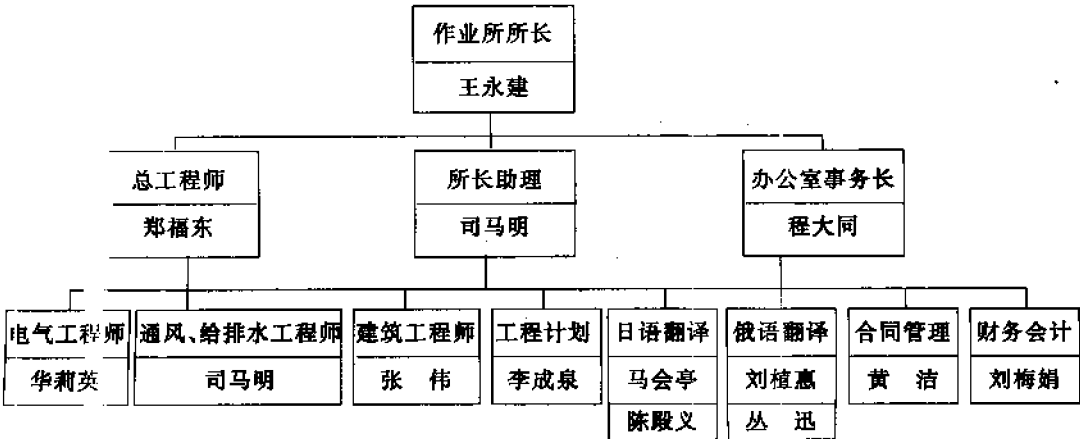 作业所所长
王永建
总工程师 所长助理 办公室事务长
郑福东 司马明 程大同
电气工程师 通风、给排水工程师 建筑工程师 工程计划 日语翻译 俄语翻译 合同管理 财务会计
华莉英 司马明 张 伟 李成泉 马会亭 刘植惠 黄 洁 刘梅娟
陈殿义 丛 迅